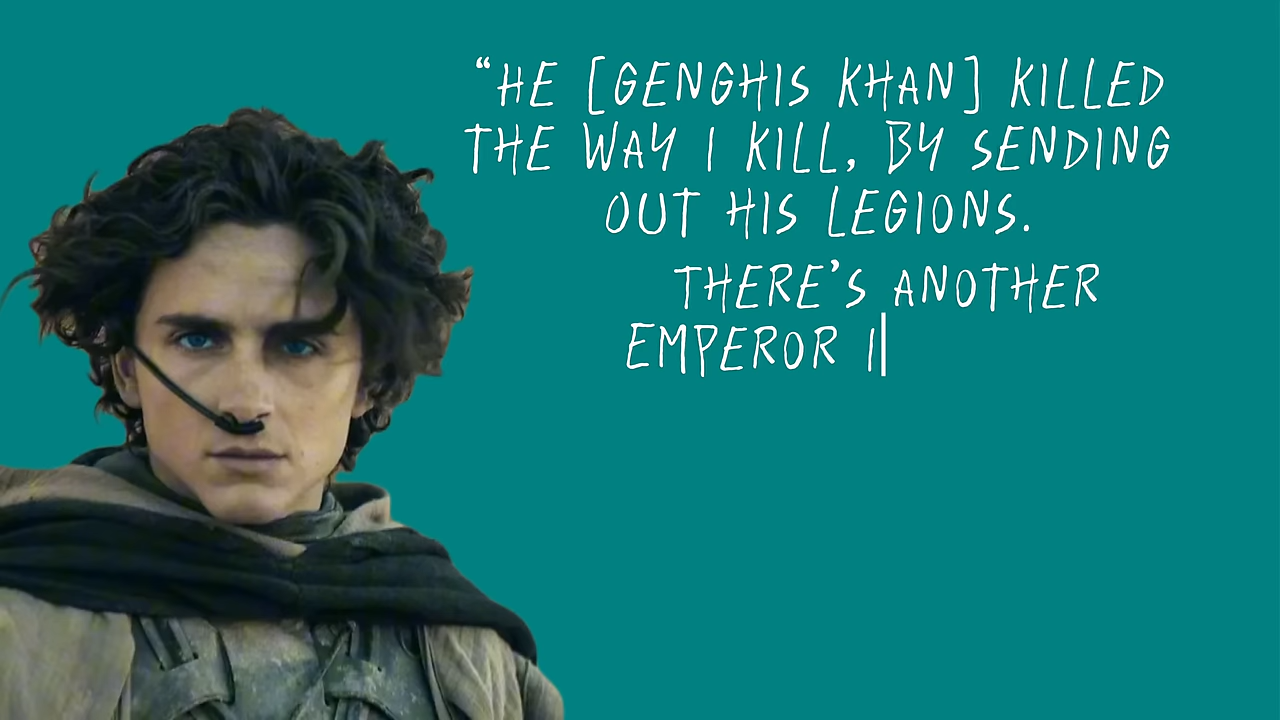 “HE [GENGHIS KHAN] KILLED
THE WAY I KILL, BY SENDING
OUT HIS LEGIONS.
THERE’S ANOTHER
EMPEROR I